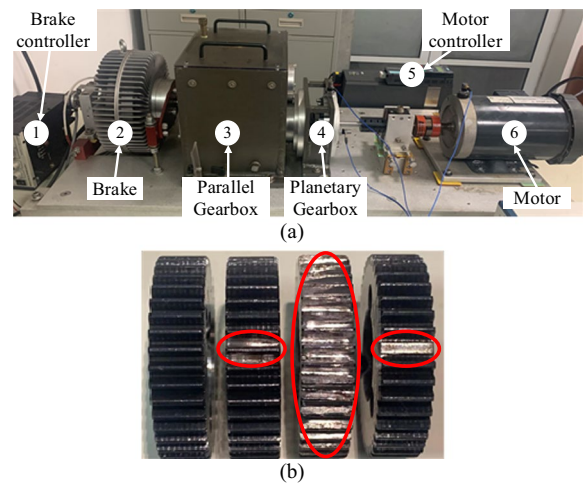 Brake
controller
Motor
controller
1
2
3
4
5
6
Brake
Parallel
Gearbox
Planetary
Gearbox
Motor
(a)
(b)